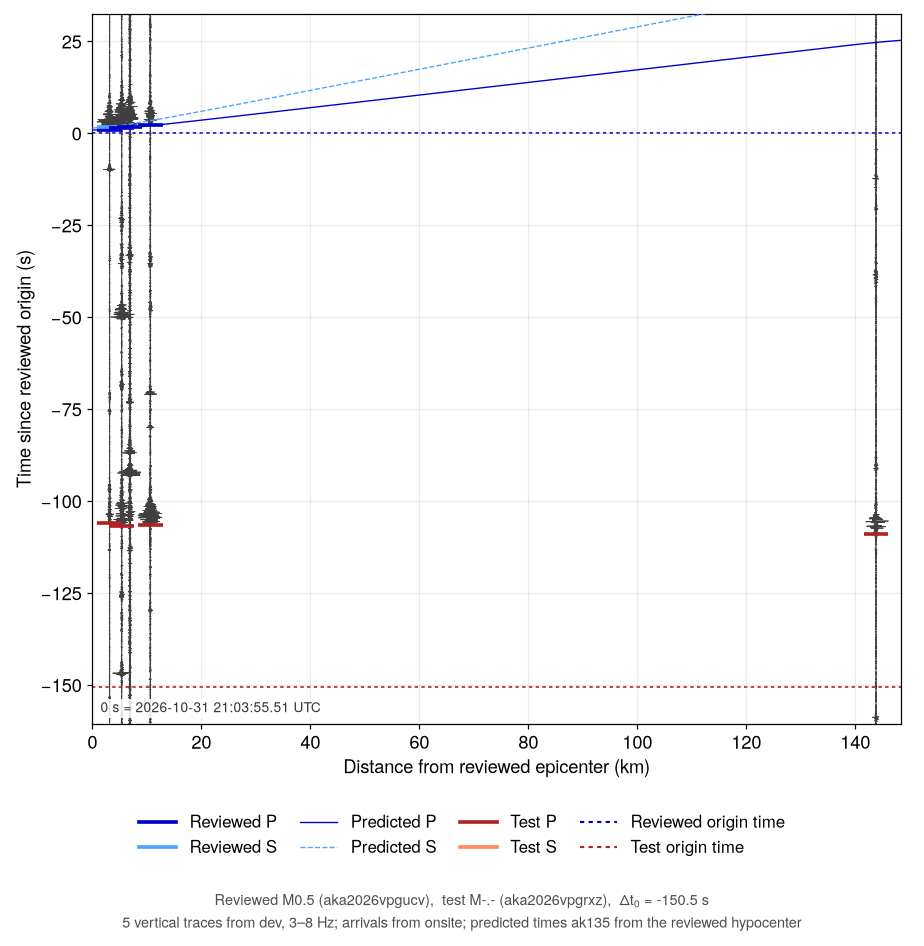 25
0
−25
−50
−75
−100
−125
−150
Time since reviewed origin (s)
0 s = 2026-10-31 21:03:55.51 UTC
0 20 40 60 80 100 120 140
Distance from reviewed epicenter (km)
Reviewed P Predicted P Test P Reviewed origin time
Reviewed S Predicted S Test S Test origin time
Reviewed M0.5 (aka2026vpgucv), test M-.- (aka2026vpgrxz), Δt₀ = -150.5 s
5 vertical traces from dev, 3–8 Hz; arrivals from onsite; predicted times ak135 from the reviewed hypocenter